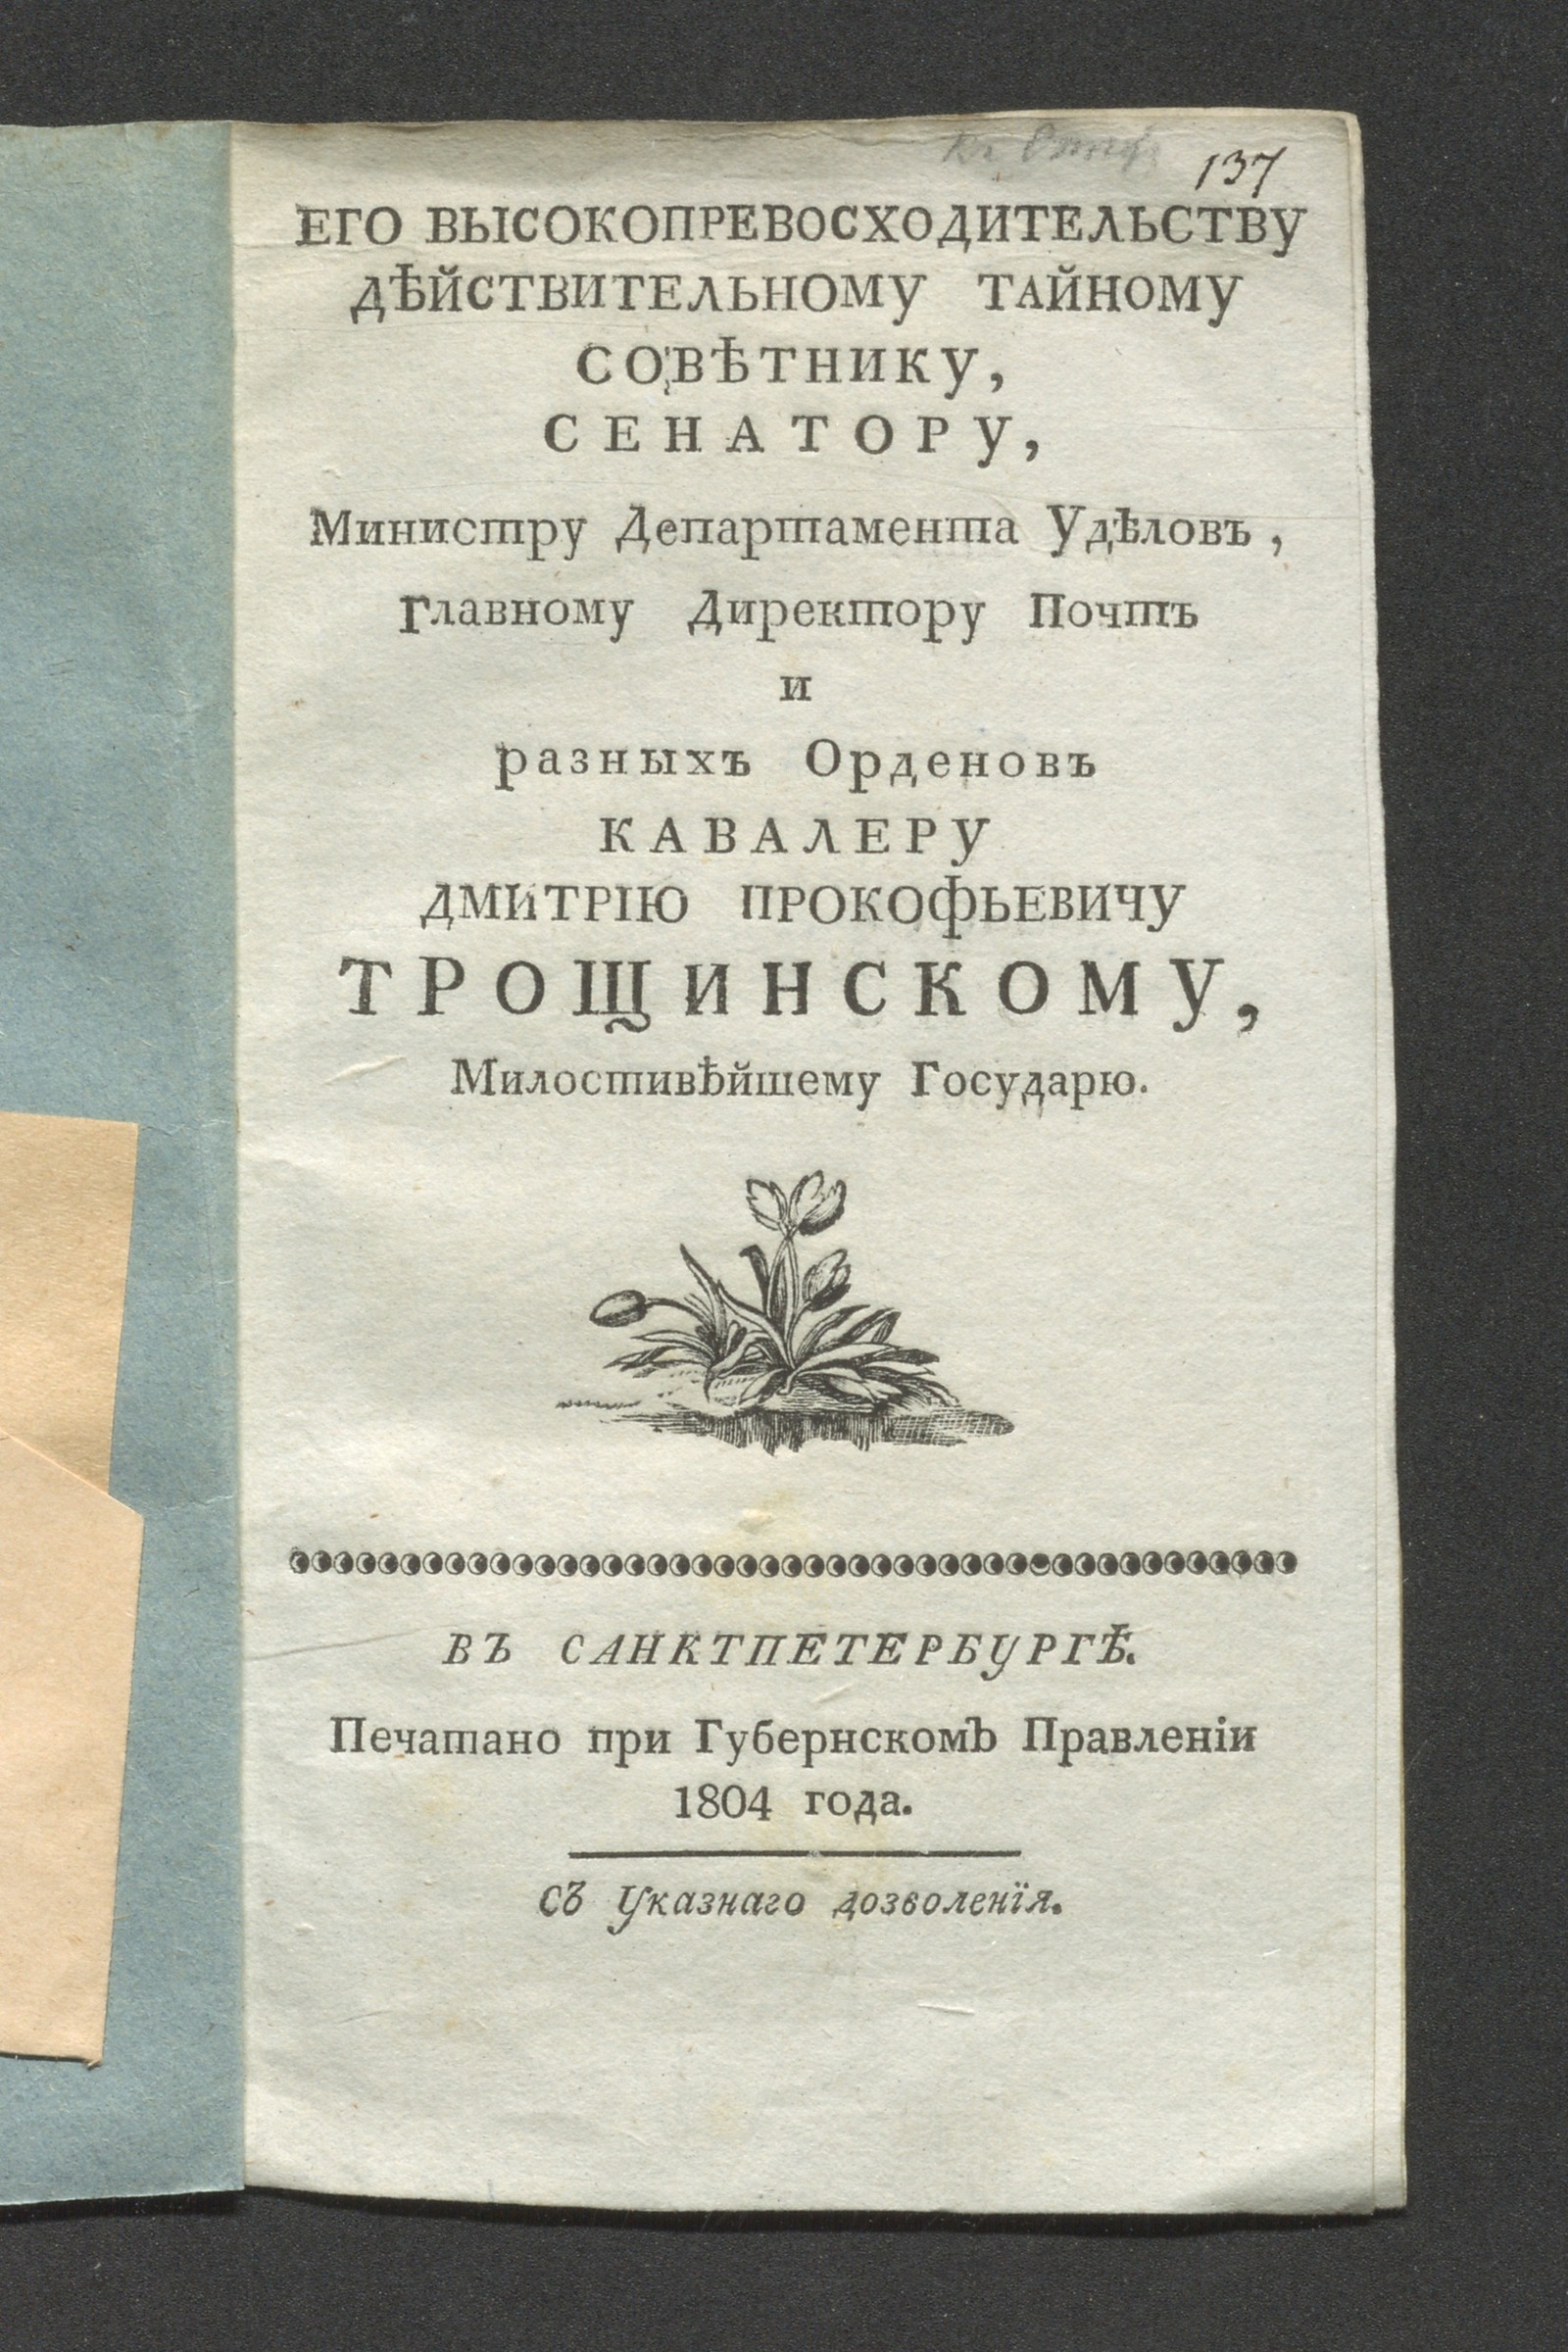 137
ЕГО ВЫСОКОПРЕВОСХОДИТЕЛЬСТВУ
ДѢЙСТВИТЕЛЬНОМУ ТАЙНОМУ
СОВѢТНИКУ,
СЕНАТОРУ,
Министру Департамента Удѣловъ,
Главному Директору Почтъ
и
разныхъ Орденовъ
КАВАЛЕРУ
ДМИТРІЮ ПРОКОФЬЕВИЧУ
ТРОЩИНСКОМУ,
Милостивѣйшему Государю.
ВЪ САНКТПЕТЕРБУРГѢ.
Печатано при Губернскомъ Правленіи
1804 года.
Съ Указнаго дозволенїя.